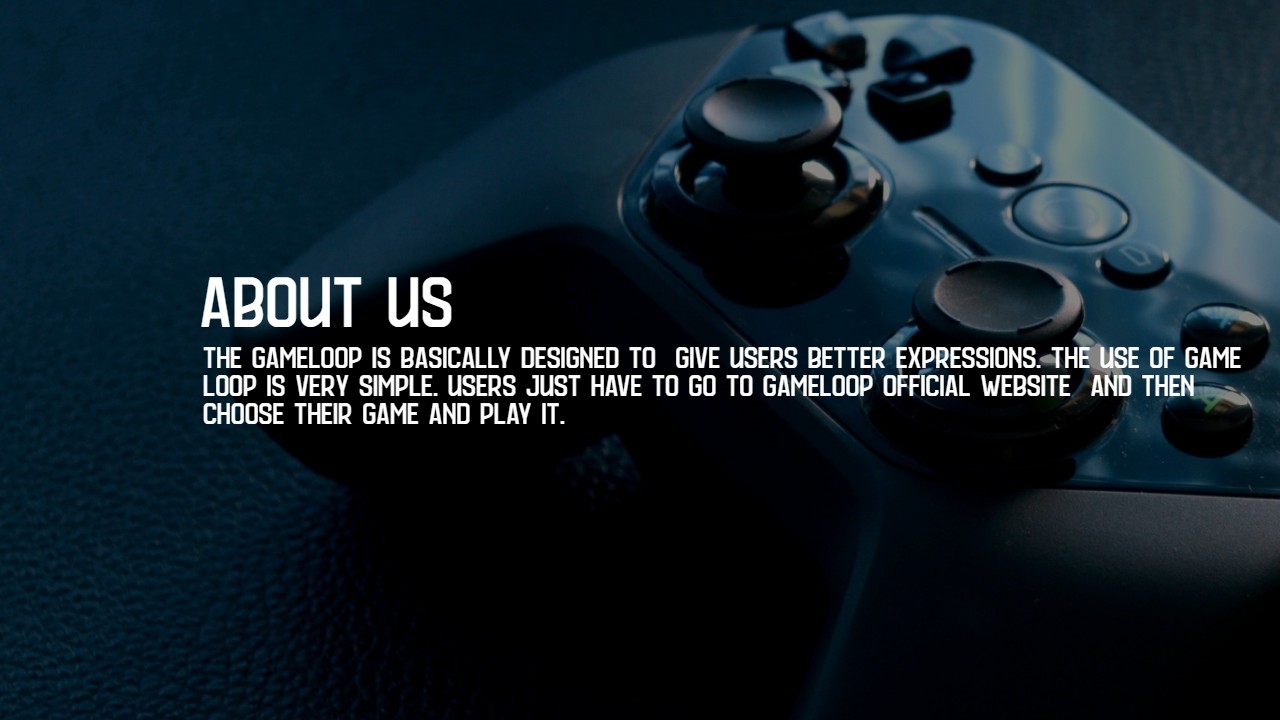 ABOUT US
THE GAMELOOP IS BASICALLY DESIGNED TO  GIVE USERS BETTER EXPRESSIONS. THE USE OF GAME
LOOP IS VERY SIMPLE. USERS JUST HAVE TO GO TO GAMELOOP OFFICIAL WEBSITE  AND THEN
CHOOSE THEIR GAME AND PLAY IT.
A